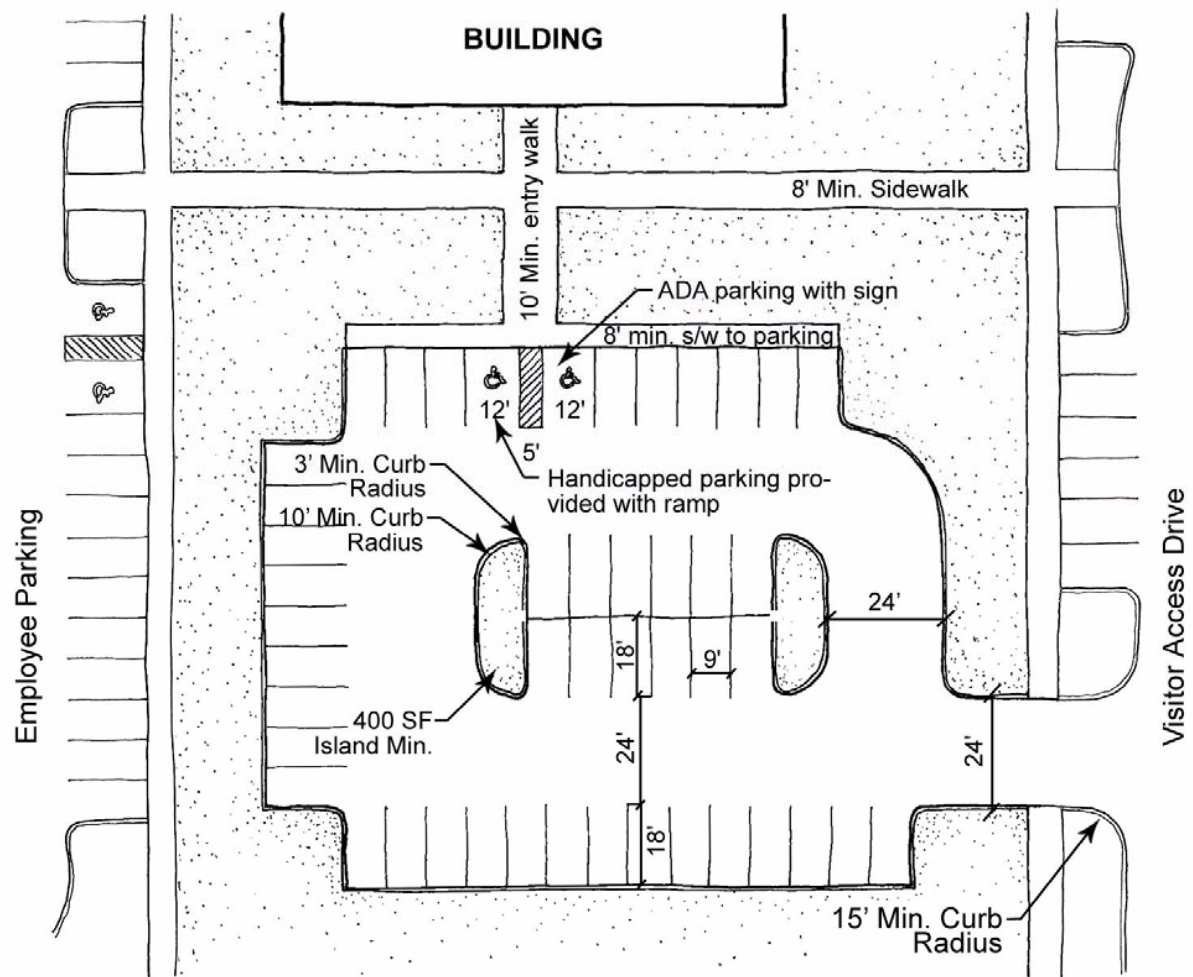 BUILDING
10' Min. entry walk
8' Min. Sidewalk
ADA parking with sign
8' min. s/w to parking
12'
12'
5'
3' Min. Curb
Radius
Handicapped parking pro-
vided with ramp
10' Min. Curb
Radius
Employee Parking
Visitor Access Drive
24'
18'
9'
400 SF
Island Min.
24'
24'
18'
15' Min. Curb
Radius